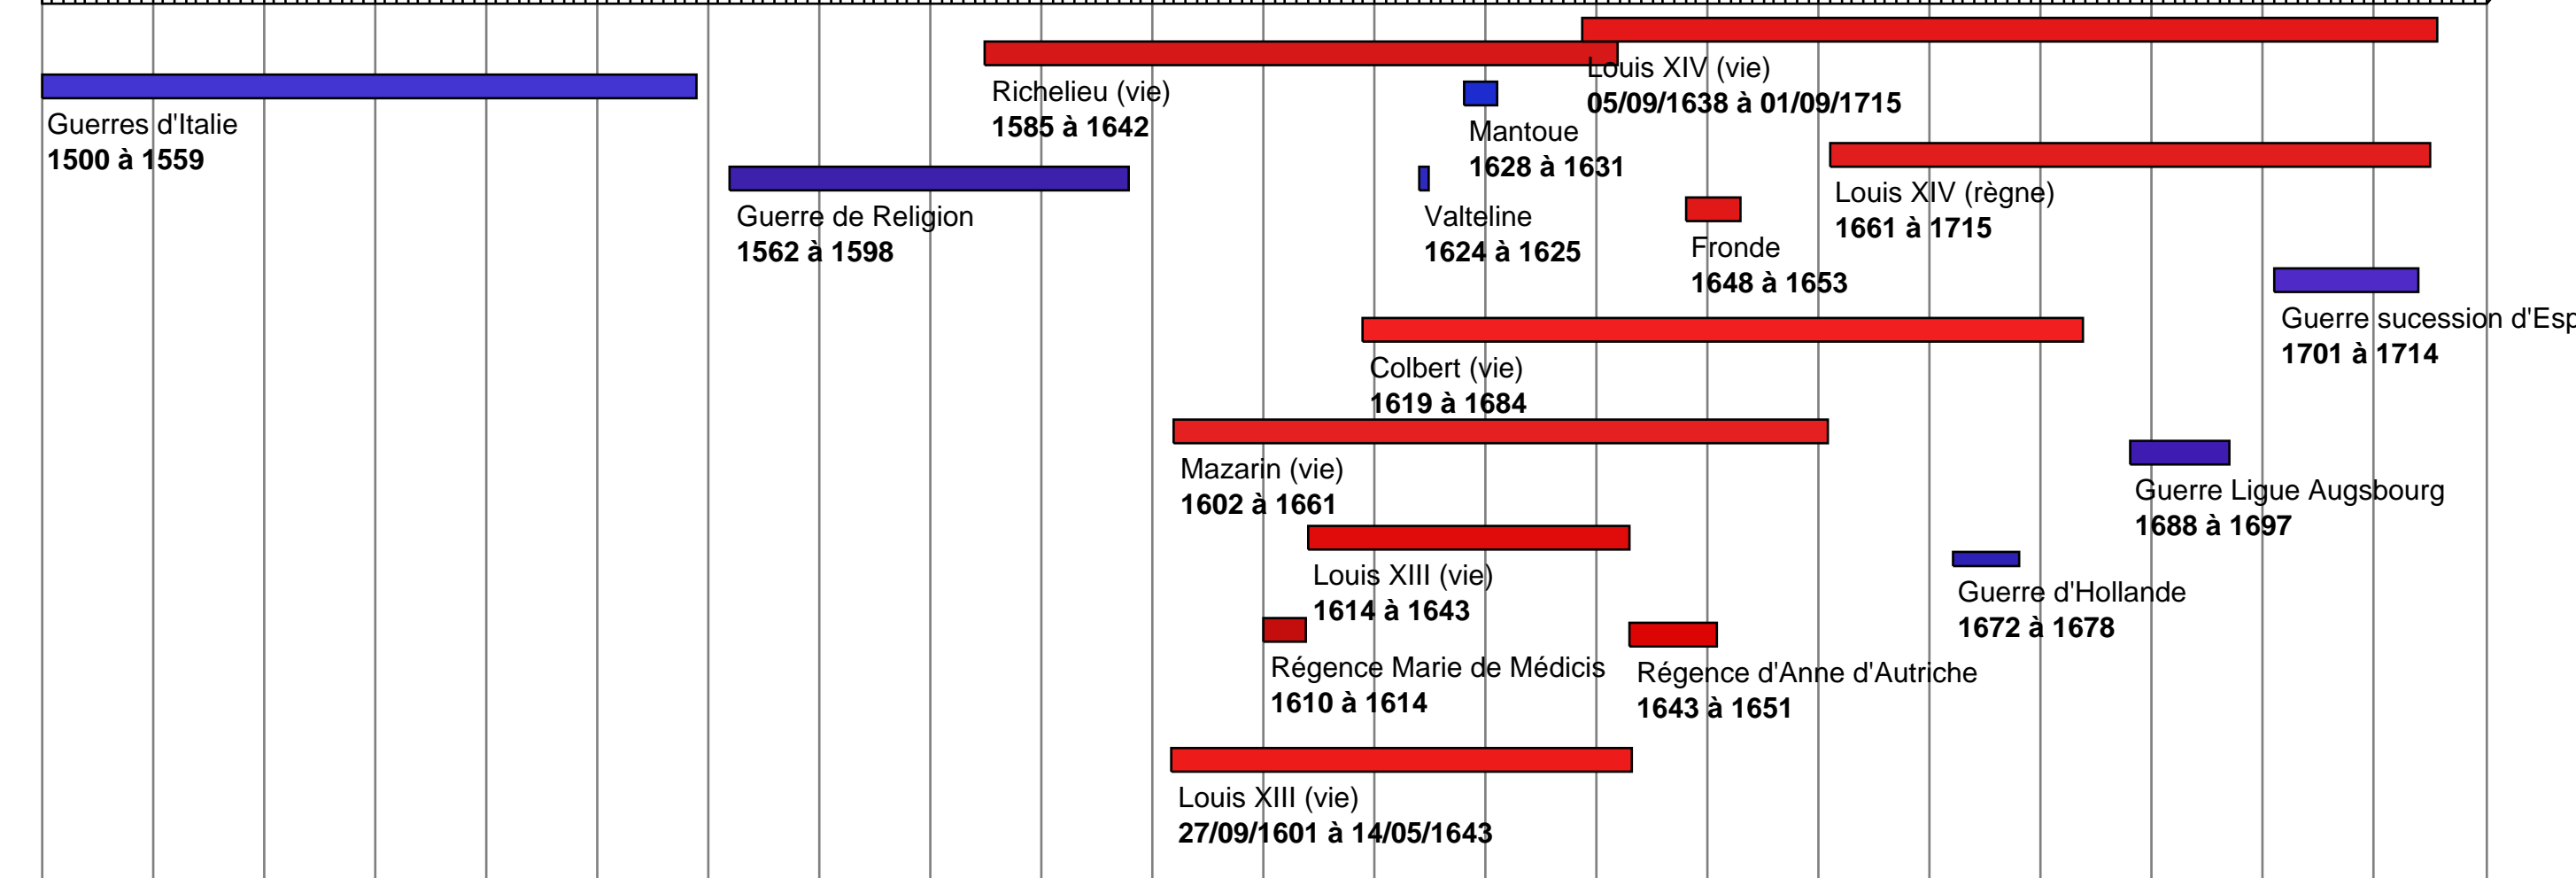 Louis XIV (vie)
05/09/1638 à 01/09/1715
Richelieu (vie)
1585 à 1642
Guerres d'Italie
1500 à 1559
Mantoue
1628 à 1631
Louis XIV (règne)
1661 à 1715
Guerre de Religion
1562 à 1598
Valteline
1624 à 1625
Fronde
1648 à 1653
Guerre sucession d'Esp
1701 à 1714
Colbert (vie)
1619 à 1684
Mazarin (vie)
1602 à 1661
Guerre Ligue Augsbourg
1688 à 1697
Louis XIII (vie)
1614 à 1643
Guerre d'Hollande
1672 à 1678
Régence Marie de Médicis
1610 à 1614
Régence d'Anne d'Autriche
1643 à 1651
Louis XIII (vie)
27/09/1601 à 14/05/1643